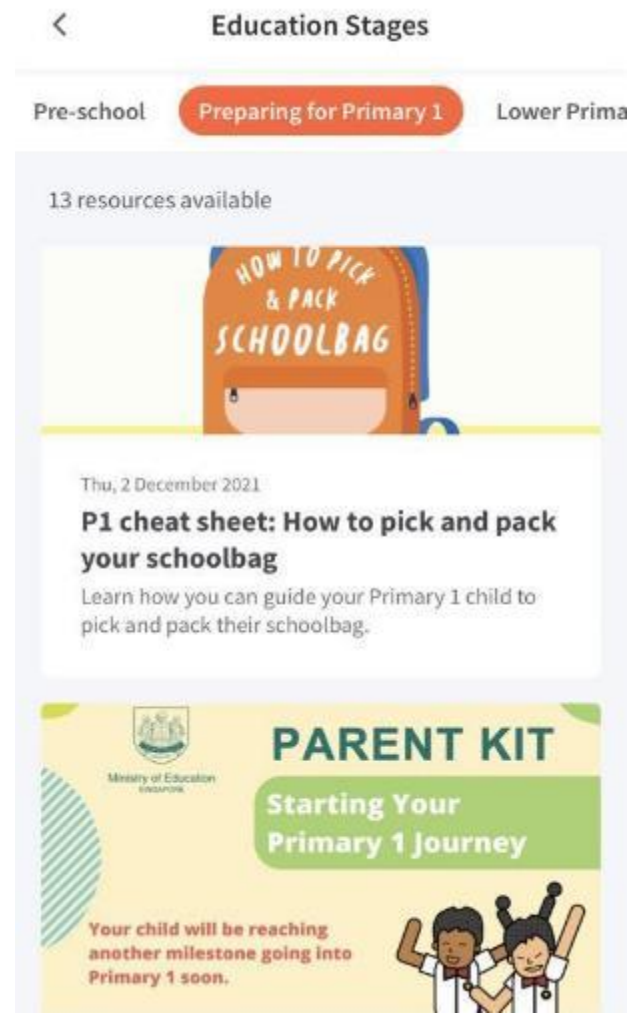 Education Stages
Pre-school
Preparing for Primary 1
Lower Prima
13 resources available
HOW TO PICK
& PACK
SCHOOLBAG
Thu, 2 December 2021
P1 cheat sheet: How to pick and pack
your schoolbag
Learn how you can guide your Primary 1 child to
pick and pack their schoolbag.
Ministry of Education
SINGAPORE
PARENT KIT
Starting Your
Primary 1 Journey
Your child will be reaching
another milestone going into
Primary 1 soon.